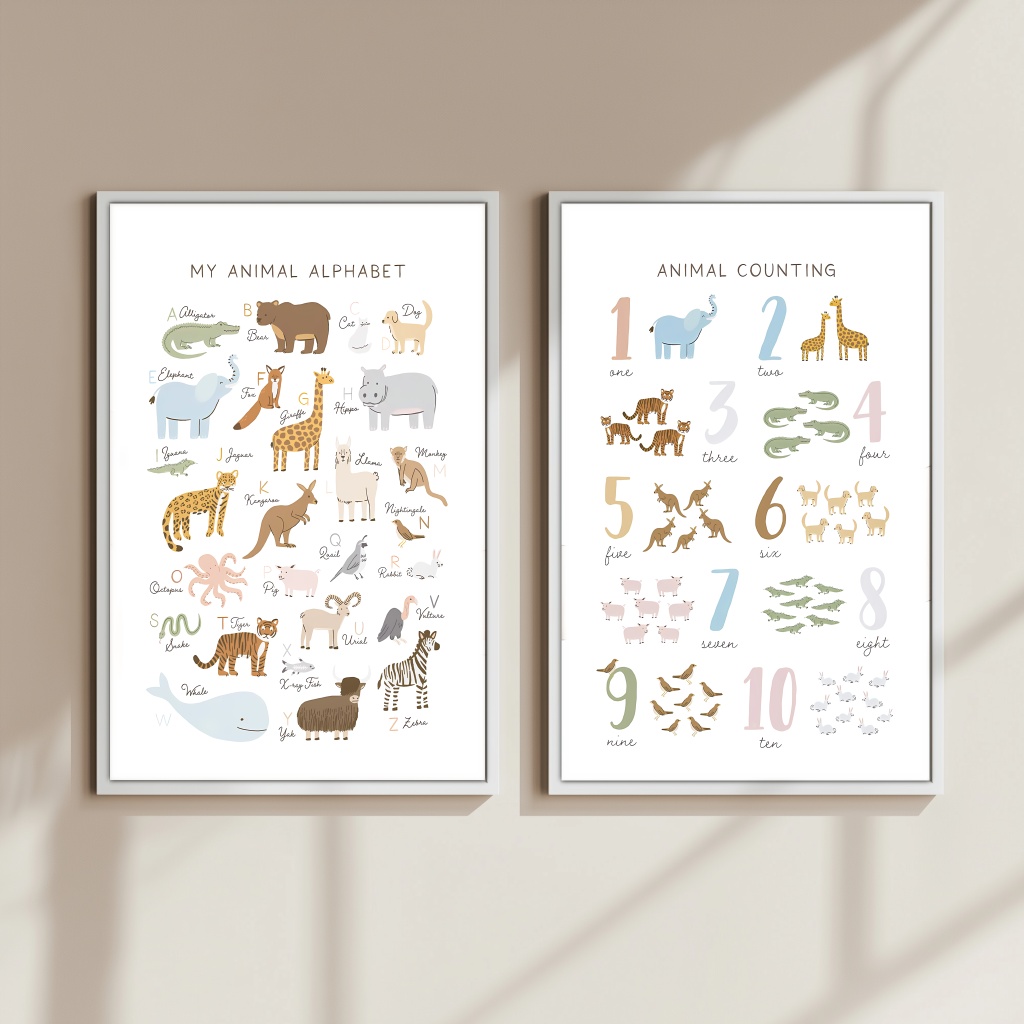 MY ANIMAL ALPHABET
A Alligator
B Bear
C Cat
D Dog
E Elephant
F Fox
G Giraffe
H Hippo
I Iguana
J Jaguar
K Kangaroo
L Llama
M Monkey
N Nightingale
O Octopus
P Pig
Q Quail
R Rabbit
S Snake
T Tiger
U Urial
V Vulture
W Whale
X X-ray Fish
Y Yak
Z Zebra
ANIMAL COUNTING
1 one
2 two
3 three
4 four
5 five
6 six
7 seven
8 eight
9 nine
10 ten